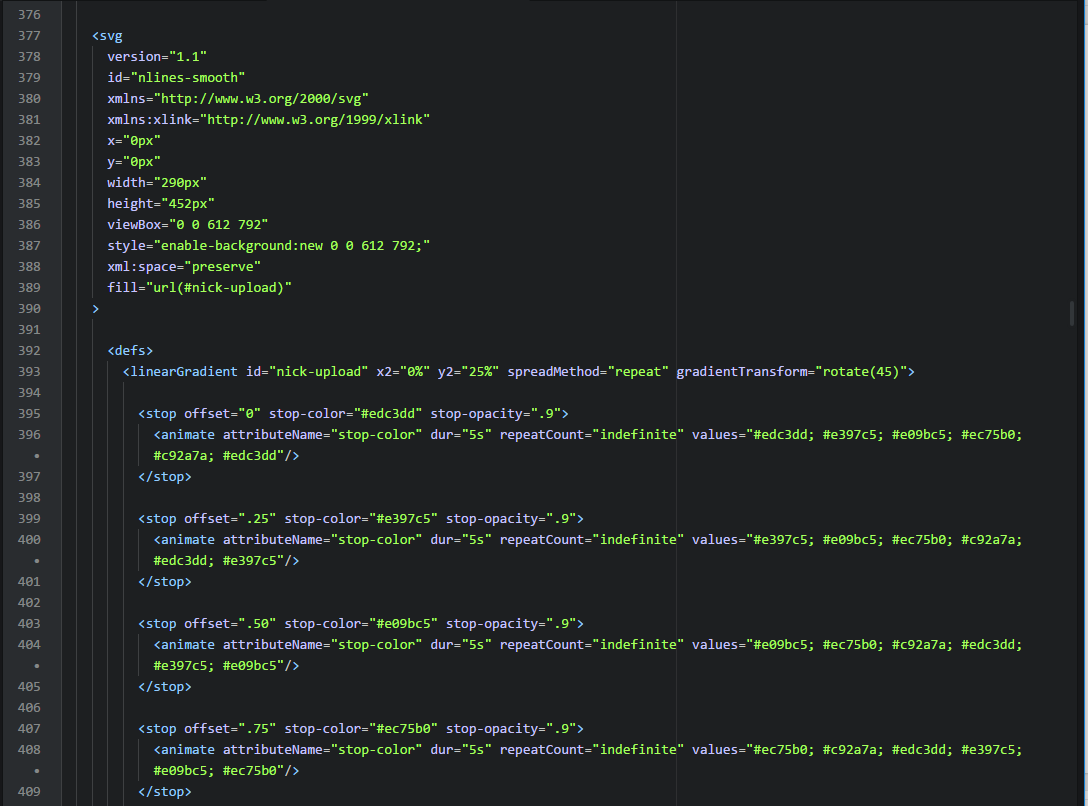 376
377 <svg
378 version="1.1"
379 id="nlines-smooth"
380 xmlns="http://www.w3.org/2000/svg"
381 xmlns:xlink="http://www.w3.org/1999/xlink"
382 x="0px"
383 y="0px"
384 width="290px"
385 height="452px"
386 viewBox="0 0 612 792"
387 style="enable-background:new 0 0 612 792;"
388 xml:space="preserve"
389 fill="url(#nick-upload)"
390 >
391
392 <defs>
393 <linearGradient id="nick-upload" x2="0%" y2="25%" spreadMethod="repeat" gradientTransform="rotate(45)">
394
395 <stop offset="0" stop-color="#edc3dd" stop-opacity=".9">
396 <animate attributeName="stop-color" dur="5s" repeatCount="indefinite" values="#edc3dd; #e397c5; #e09bc5; #ec75b0;
• #c92a7a; #edc3dd"/>
397 </stop>
398
399 <stop offset=".25" stop-color="#e397c5" stop-opacity=".9">
400 <animate attributeName="stop-color" dur="5s" repeatCount="indefinite" values="#e397c5; #e09bc5; #ec75b0; #c92a7a;
• #edc3dd; #e397c5"/>
401 </stop>
402
403 <stop offset=".50" stop-color="#e09bc5" stop-opacity=".9">
404 <animate attributeName="stop-color" dur="5s" repeatCount="indefinite" values="#e09bc5; #ec75b0; #c92a7a; #edc3dd;
• #e397c5; #e09bc5"/>
405 </stop>
406
407 <stop offset=".75" stop-color="#ec75b0" stop-opacity=".9">
408 <animate attributeName="stop-color" dur="5s" repeatCount="indefinite" values="#ec75b0; #c92a7a; #edc3dd; #e397c5;
• #e09bc5; #ec75b0"/>
409 </stop>